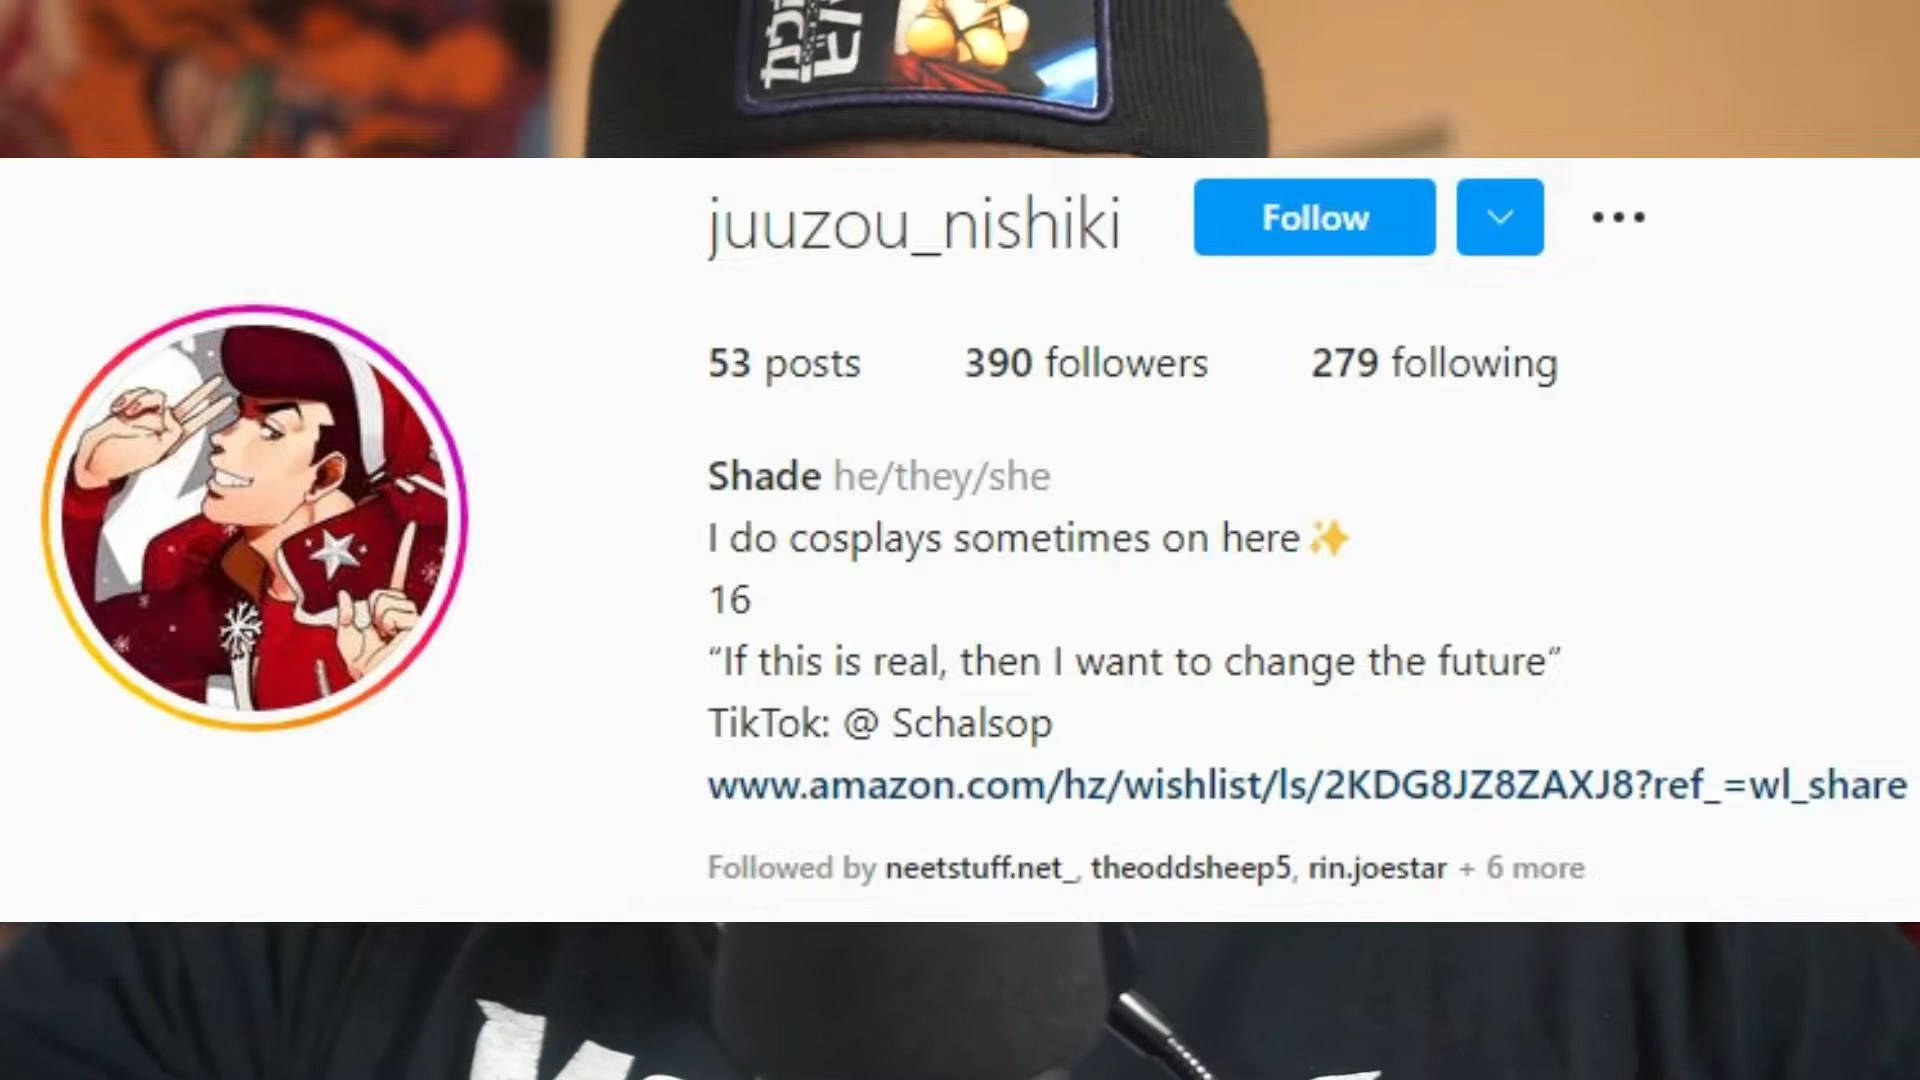 juuzou_nishiki Follow
53 posts 390 followers 279 following
Shade he/they/she
I do cosplays sometimes on here✨
16
“If this is real, then I want to change the future”
TikTok: @ Schalsop
www.amazon.com/hz/wishlist/ls/2KDG8JZ8ZAXJ8?ref_=wl_share
Followed by neetstuff.net_, theoddsheep5, rin.joestar + 6 more